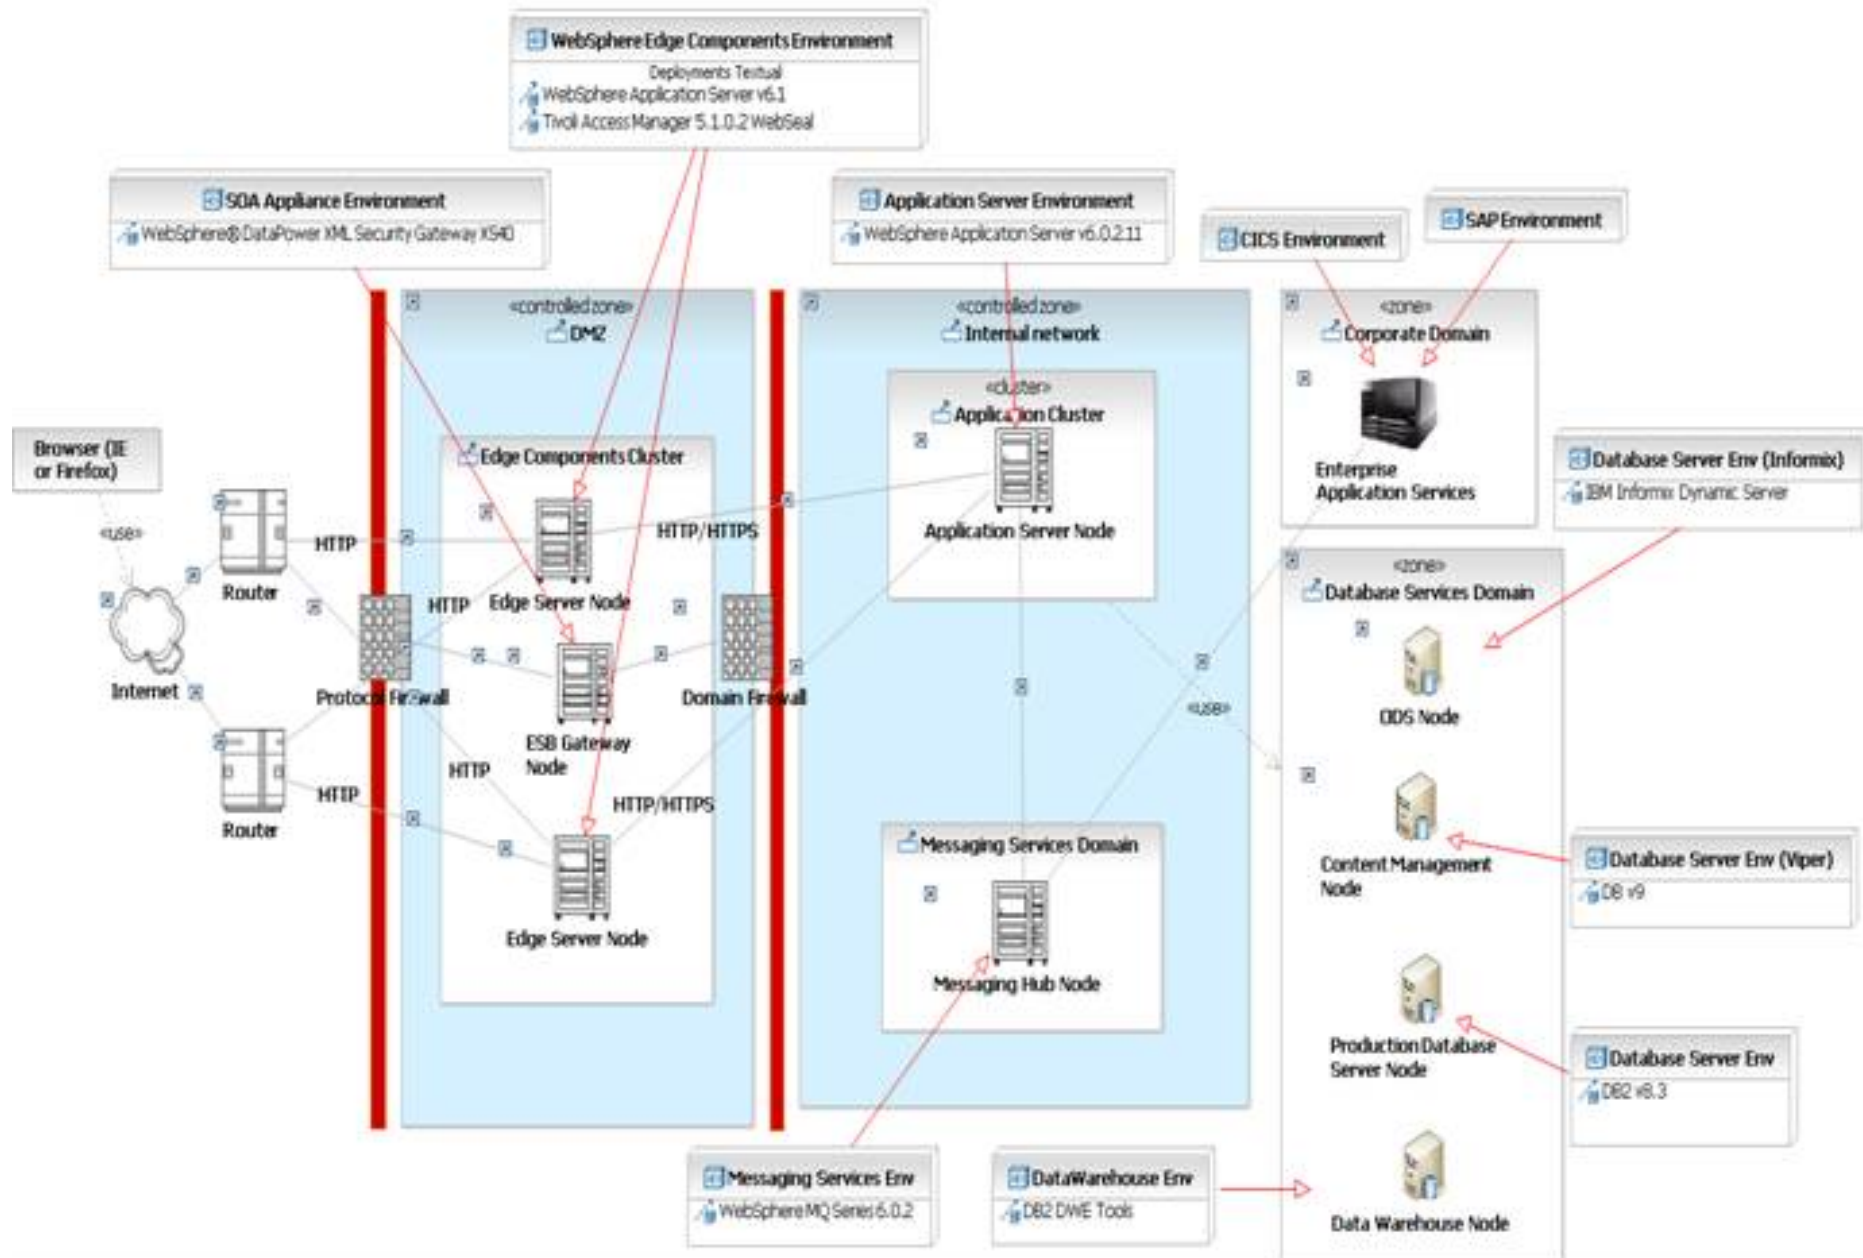 WebSphere Edge Components Environment
Deployments Textual
WebSphere Application Server v6.1
Tivoli Access Manager 5.1.0.2 WebSeal
SOA Appliance Environment
WebSphere® DataPower XML Security Gateway XS40
Application Server Environment
WebSphere Application Server v6.0.2.11
CICS Environment
SAP Environment
«controlled zone»
DMZ
«controlled zone»
Internal network
«zone»
Corporate Domain
«cluster»
Application Cluster
Browser (IE
or Firefox)
Edge Components Cluster
Enterprise
Application Services
Database Server Env (Informix)
IBM Informix Dynamic Server
«use»
HTTP
HTTP/HTTPS
Application Server Node
Router
HTTP
Edge Server Node
«zone»
Database Services Domain
Internet
Protocol Firewall
Domain Firewall
«use»
ODS Node
ESB Gateway
Node
HTTP
HTTP
HTTP/HTTPS
Router
Messaging Services Domain
Content Management
Node
Database Server Env (Viper)
DB v9
Edge Server Node
Messaging Hub Node
Production Database
Server Node
Database Server Env
DB2 v8.3
Messaging Services Env
WebSphere MQ Series 6.0.2
DataWarehouse Env
DB2 DWE Tools
Data Warehouse Node